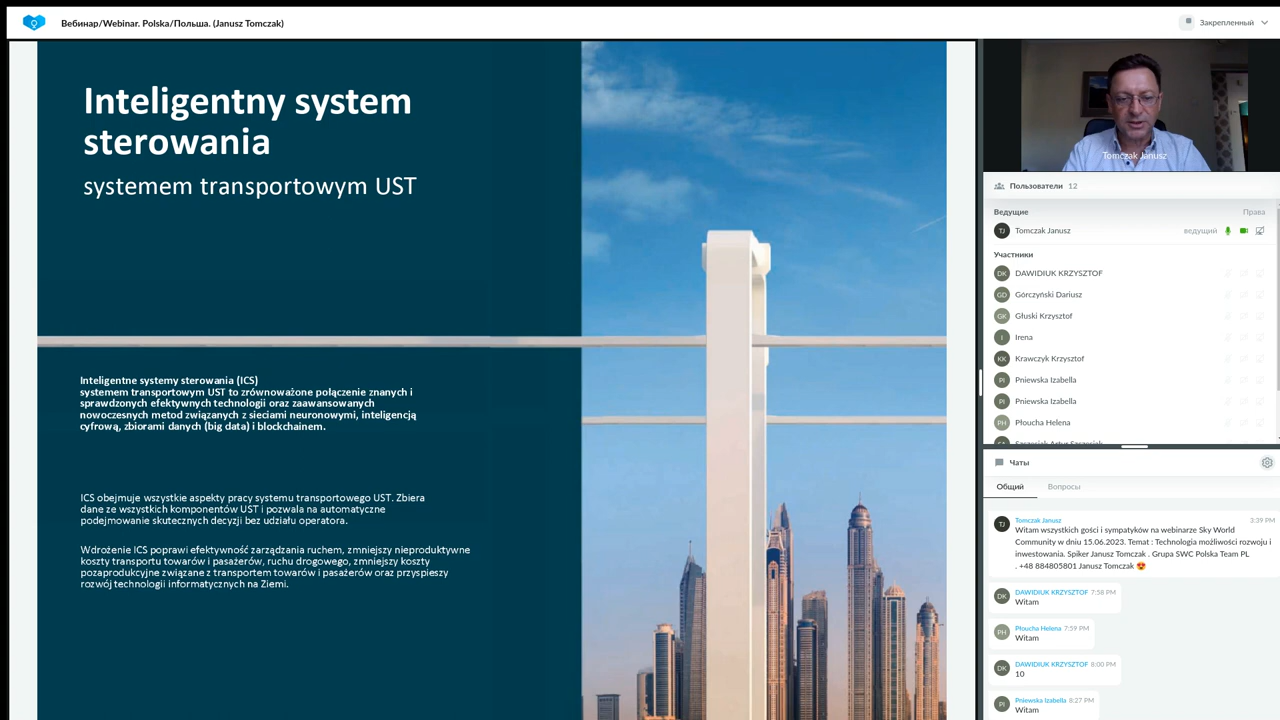 Вебинар/Webinar. Polska/Польша. (Janusz Tomczak)
Закрепленный
Inteligentny system
sterowania
systemem transportowym UST
Inteligentne systemy sterowania (ICS)
systemem transportowym UST to zrównoważone połączenie znanych i
sprawdzonych efektywnych technologii oraz zaawansowanych
nowoczesnych metod związanych z sieciami neuronowymi, inteligencją
cyfrową, zbiorami danych (big data) i blockchainem.
ICS obejmuje wszystkie aspekty pracy systemu transportowego UST. Zbiera
dane ze wszystkich komponentów UST i pozwala na automatyczne
podejmowanie skutecznych decyzji bez udziału operatora.
Wdrożenie ICS poprawi efektywność zarządzania ruchem, zmniejszy nieproduktywne
koszty transportu towarów i pasażerów, ruchu drogowego, zmniejszy koszty
pozaprodukcyjne związane z transportem towarów i pasażerów oraz przyspieszy
rozwój technologii informatycznych na Ziemi.
Tomczak Janusz
Пользователи 12
Ведущие Права
TJ Tomczak Janusz ведущий
Участники
DK DAWIDIUK KRZYSZTOF
GD Górczyński Dariusz
GK Głuski Krzysztof
I Irena
KK Krawczyk Krzysztof
PI Pniewska Izabella
PI Pniewska Izabella
PH Płoucha Helena
Чаты
Общий Вопросы
TJ Tomczak Janusz 3:39 PM
Witam wszystkich gości i sympatyków na webinarze Sky World
Community w dniu 15.06.2023. Temat : Technologia możliwości rozwoju i
inwestowania. Spiker Janusz Tomczak . Grupa SWC Polska Team PL
. +48 884805801 Janusz Tomczak 😍
DK DAWIDIUK KRZYSZTOF 7:58 PM
Witam
PH Płoucha Helena 7:59 PM
Witam
DK DAWIDIUK KRZYSZTOF 8:00 PM
10
PI Pniewska Izabella 8:27 PM
Witam